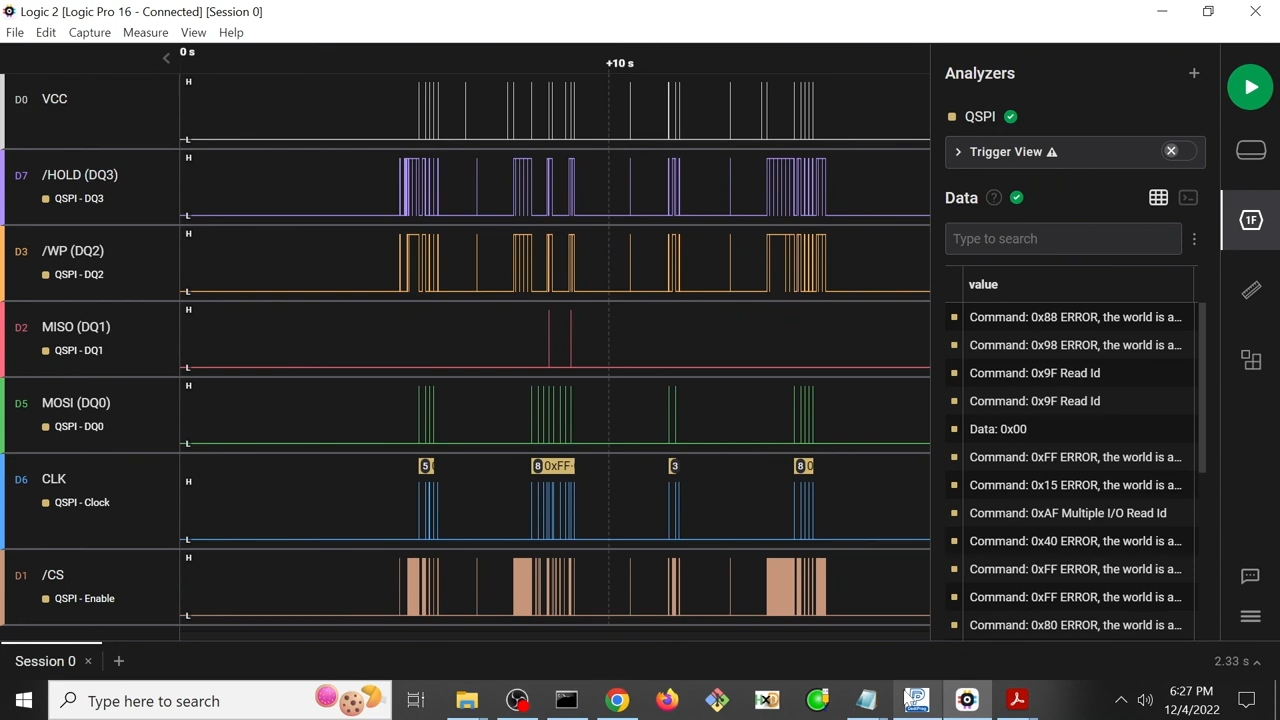 Logic 2 [Logic Pro 16 - Connected] [Session 0]
File Edit Capture Measure View Help
0 s
+10 s
D0 VCC
H
L
D7 /HOLD (DQ3)
QSPI - DQ3
H
L
D3 /WP (DQ2)
QSPI - DQ2
H
L
D2 MISO (DQ1)
QSPI - DQ1
H
L
D5 MOSI (DQ0)
QSPI - DQ0
H
L
D6 CLK
QSPI - Clock
5 8 0xFF 3 8 0
H
L
D1 /CS
QSPI - Enable
H
L
Analyzers
QSPI
Trigger View
Data
Type to search
value
Command: 0x88 ERROR, the world is a...
Command: 0x98 ERROR, the world is a...
Command: 0x9F Read Id
Command: 0x9F Read Id
Data: 0x00
Command: 0xFF ERROR, the world is a...
Command: 0x15 ERROR, the world is a...
Command: 0xAF Multiple I/O Read Id
Command: 0x40 ERROR, the world is a...
Command: 0xFF ERROR, the world is a...
Command: 0xFF ERROR, the world is a...
Command: 0x80 ERROR, the world is a...
1F
Session 0
2.33 s
Type here to search
6:27 PM
12/4/2022